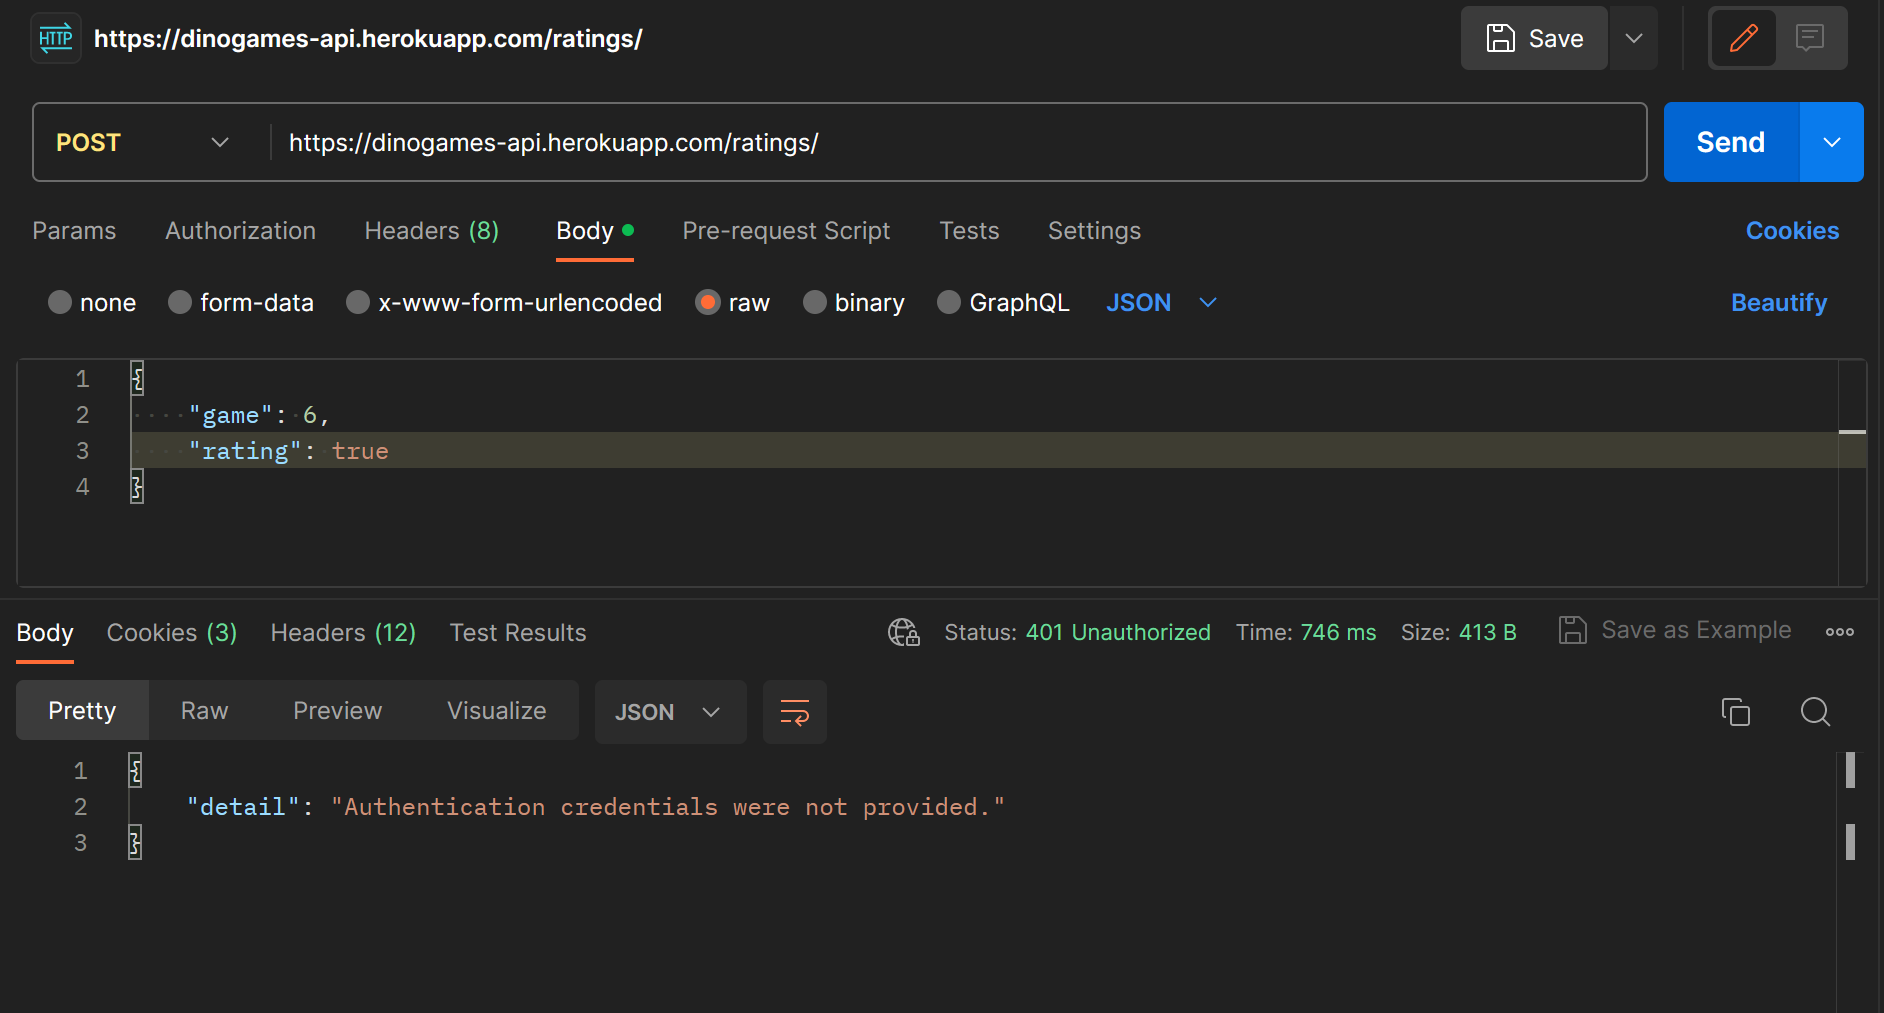 HTTP https://dinogames-api.herokuapp.com/ratings/ Save
POST https://dinogames-api.herokuapp.com/ratings/ Send
Params Authorization Headers (8) Body Pre-request Script Tests Settings Cookies
none form-data x-www-form-urlencoded raw binary GraphQL JSON Beautify
1 {
2 "game": 6,
3 "rating": true
4 }
Body Cookies (3) Headers (12) Test Results Status: 401 Unauthorized Time: 746 ms Size: 413 B Save as Example
Pretty Raw Preview Visualize JSON
1 {
2 "detail": "Authentication credentials were not provided."
3 }